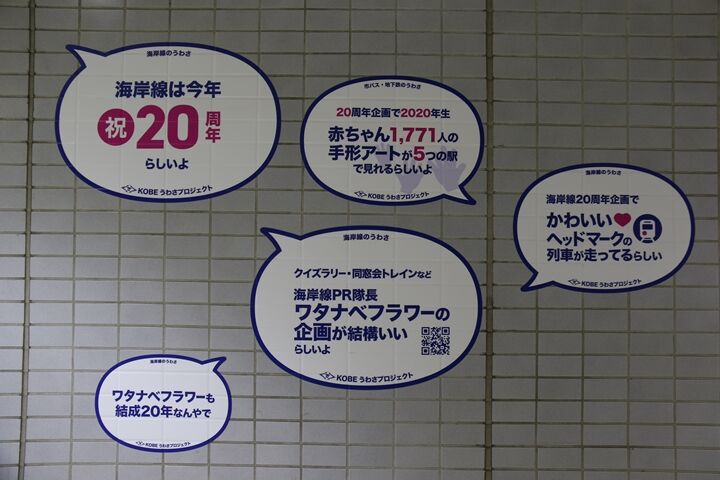 海岸線のうわさ
海岸線は今年
祝20周年
らしいよ
KOBE うわさプロジェクト
市バス・地下鉄のうわさ
20周年企画で2020年生
赤ちゃん1,771人の
手形アートが5つの駅
で見れるらしいよ
KOBE うわさプロジェクト
海岸線のうわさ
海岸線20周年企画で
かわいい♥
ヘッドマークの
列車が走ってるらしい
KOBE うわさプロジェクト
海岸線のうわさ
クイズラリー・同窓会トレインなど
海岸線PR隊長
ワタナベフラワーの
企画が結構いい
らしいよ
KOBE うわさプロジェクト
海岸線のうわさ
ワタナベフラワーも
結成20年なんやで
KOBE うわさプロジェクト